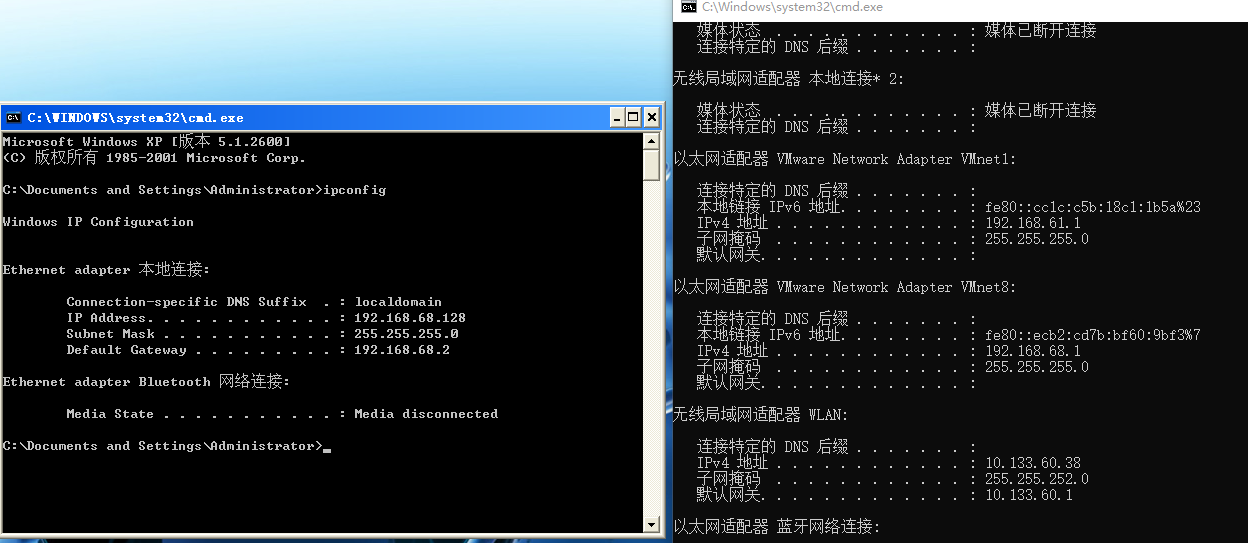 C:\WINDOWS\system32\cmd.exe
Microsoft Windows XP [版本 5.1.2600]
(C) 版权所有 1985-2001 Microsoft Corp.
C:\Documents and Settings\Administrator>ipconfig
Windows IP Configuration
Ethernet adapter 本地连接:
Connection-specific DNS Suffix  . : localdomain
IP Address. . . . . . . . . . . . : 192.168.68.128
Subnet Mask . . . . . . . . . . . : 255.255.255.0
Default Gateway . . . . . . . . . : 192.168.68.2
Ethernet adapter Bluetooth 网络连接:
Media State . . . . . . . . . . . : Media disconnected
C:\Documents and Settings\Administrator>_
C:\Windows\system32\cmd.exe
媒体状态  . . . . . . . . . . . . : 媒体已断开连接
连接特定的 DNS 后缀 . . . . . . . :
无线局域网适配器 本地连接* 2:
媒体状态  . . . . . . . . . . . . : 媒体已断开连接
连接特定的 DNS 后缀 . . . . . . . :
以太网适配器 VMware Network Adapter VMnet1:
连接特定的 DNS 后缀 . . . . . . . :
本地链接 IPv6 地址. . . . . . . . : fe80::cc1c:c5b:18c1:1b5a%23
IPv4 地址 . . . . . . . . . . . . : 192.168.61.1
子网掩码  . . . . . . . . . . . . : 255.255.255.0
默认网关. . . . . . . . . . . . . :
以太网适配器 VMware Network Adapter VMnet8:
连接特定的 DNS 后缀 . . . . . . . :
本地链接 IPv6 地址. . . . . . . . : fe80::ecb2:cd7b:bf60:9bf3%7
IPv4 地址 . . . . . . . . . . . . : 192.168.68.1
子网掩码  . . . . . . . . . . . . : 255.255.255.0
默认网关. . . . . . . . . . . . . :
无线局域网适配器 WLAN:
连接特定的 DNS 后缀 . . . . . . . :
IPv4 地址 . . . . . . . . . . . . : 10.133.60.38
子网掩码  . . . . . . . . . . . . : 255.255.252.0
默认网关. . . . . . . . . . . . . : 10.133.60.1
以太网适配器 蓝牙网络连接: